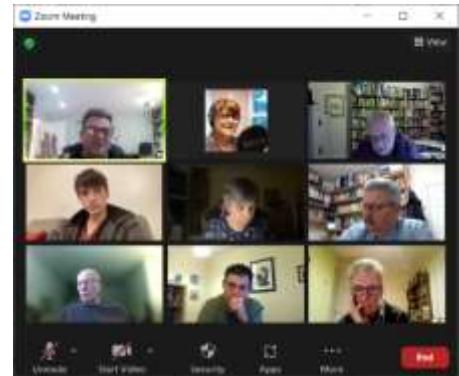 Zoom Meeting
View
Unmute
Start Video
Security
Apps
More
End